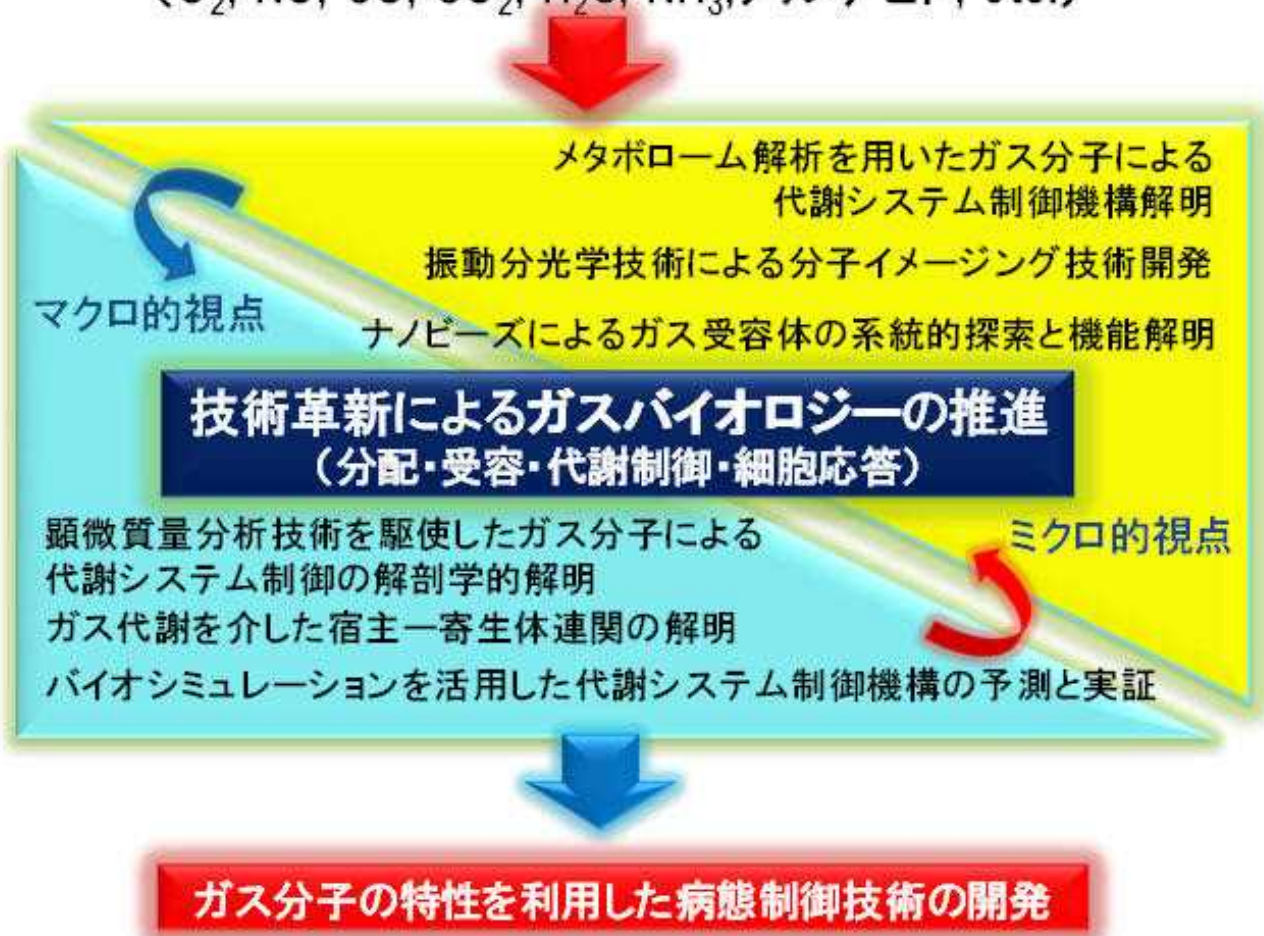 メタボローム解析を用いたガス分子による
代謝システム制御機構解明
振動分光学技術による分子イメージング技術開発
マクロ的視点
ナノビーズによるガス受容体の系統的探索と機能解明
技術革新によるガスバイオロジーの推進
（分配・受容・代謝制御・細胞応答）
顕微質量分析技術を駆使したガス分子による
ミクロ的視点
代謝システム制御の解剖学的解明
ガス代謝を介した宿主ー寄生体連関の解明
バイオシミュレーションを活用した代謝システム制御機構の予測と実証
ガス分子の特性を利用した病態制御技術の開発